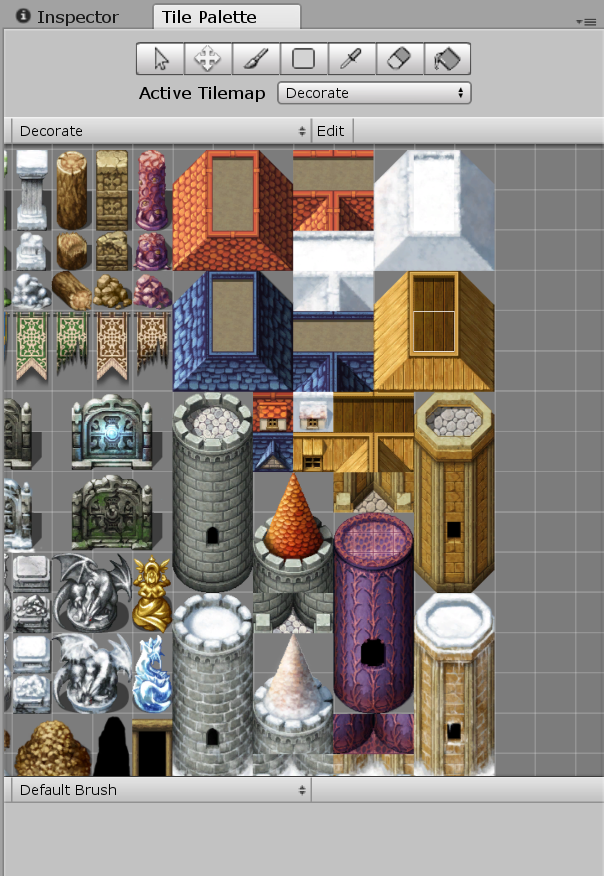 Inspector
Tile Palette
Active Tilemap
Decorate
Decorate
Edit
Default Brush